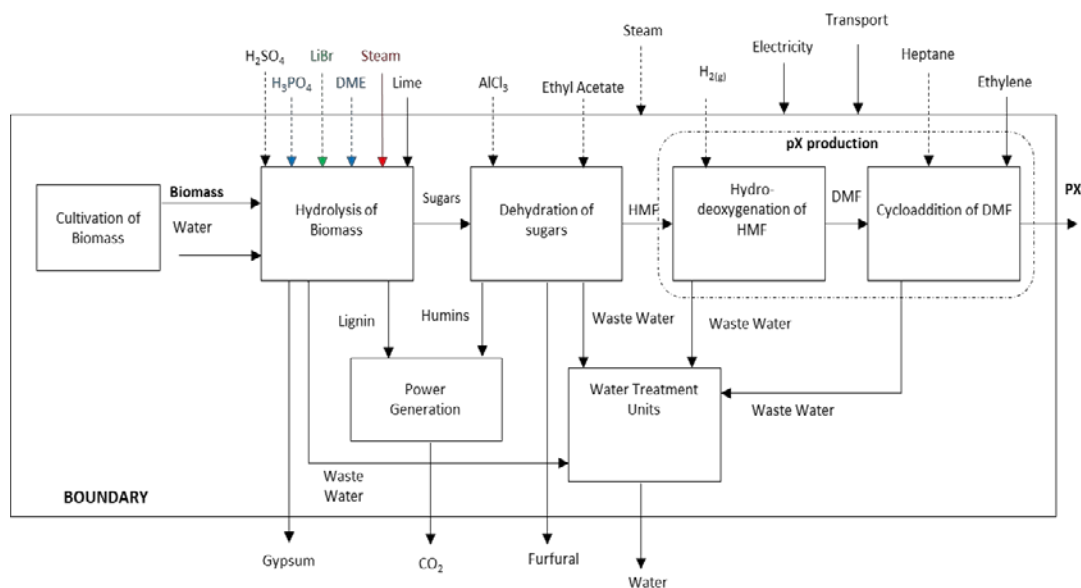 Transport
Steam
Electricity
H₂SO₄
LiBr
Steam
Heptane
H₂₍g₎
H₃PO₄
DME
Lime
AlCl₃
Ethyl Acetate
Ethylene
pX production
Biomass
PX
Cultivation of
Biomass
Water
Hydrolysis of
Biomass
Sugars
Dehydration of
sugars
HMF
Hydro-
deoxygenation of
HMF
DMF
Cycloaddition of DMF
Lignin
Humins
Waste Water
Waste Water
Power
Generation
Water Treatment
Units
Waste Water
Waste
Water
BOUNDARY
Gypsum
CO₂
Furfural
Water